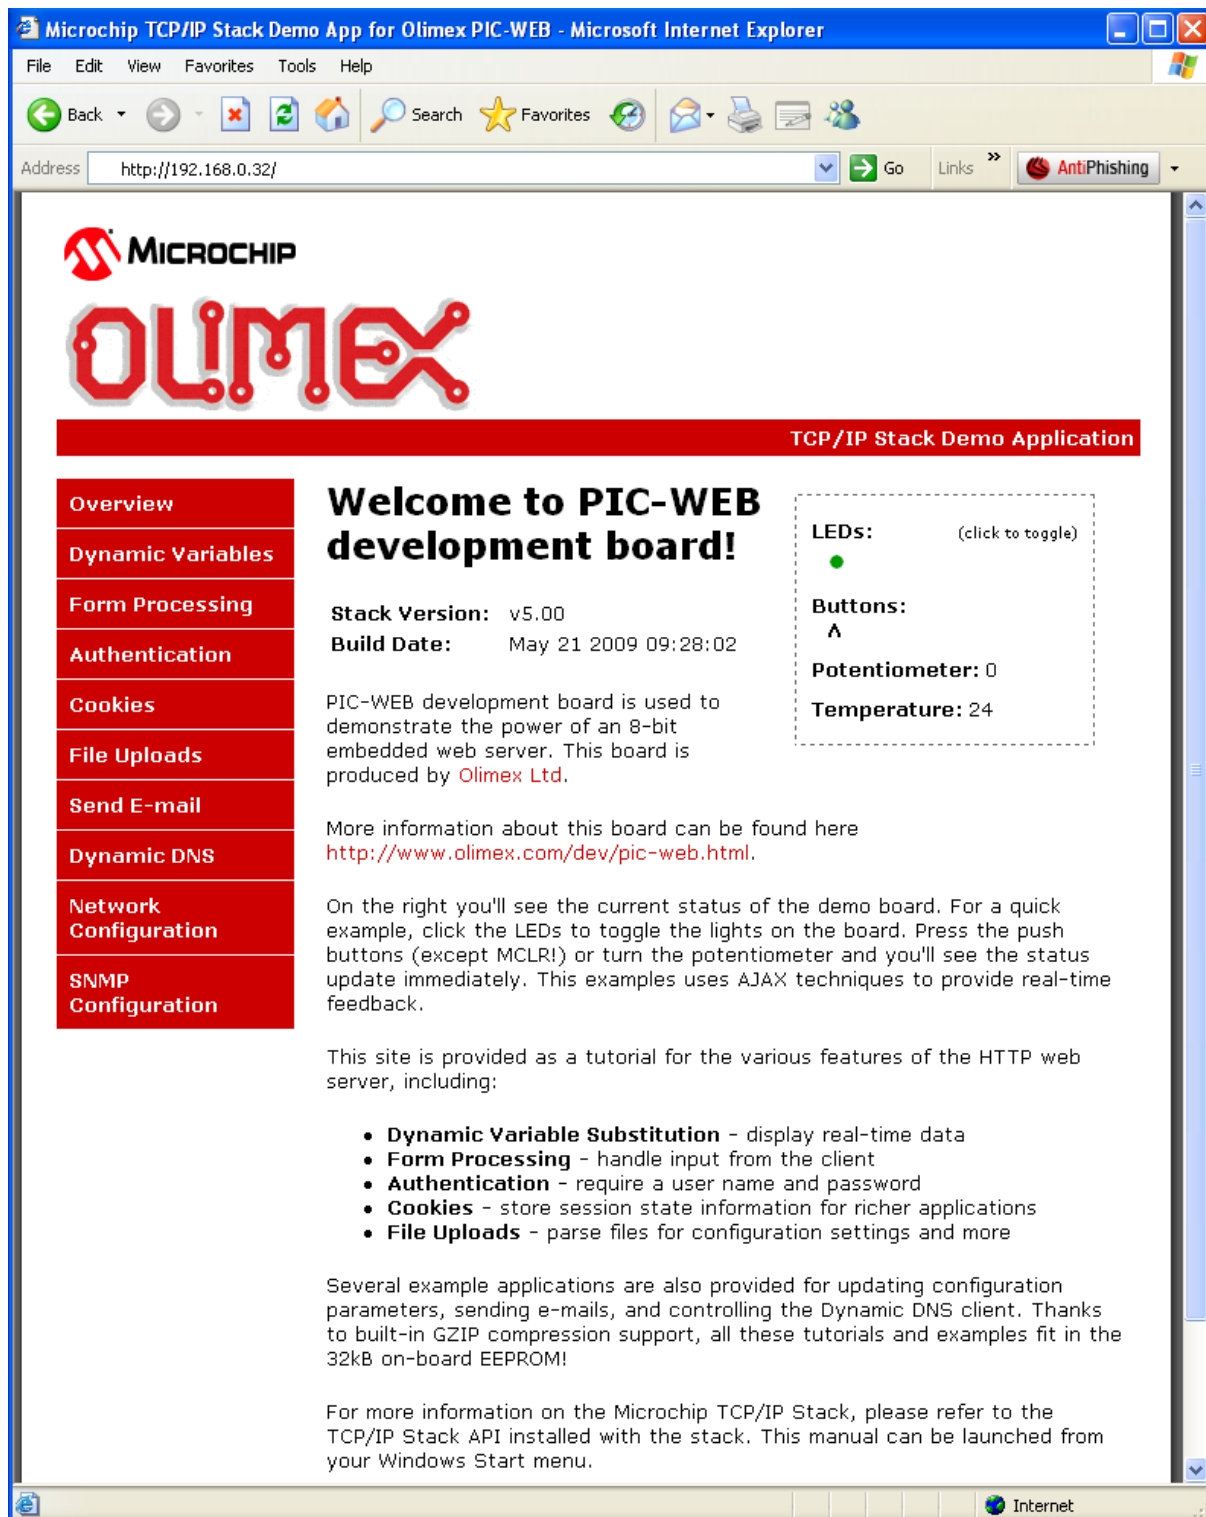 Microchip TCP/IP Stack Demo App for Olimex PIC-WEB - Microsoft Internet Explorer
File Edit View Favorites Tools Help
Back Search Favorites
Address http://192.168.0.32/ Go Links » AntiPhishing
MICROCHIP
OLIMEX
TCP/IP Stack Demo Application
Overview
Dynamic Variables
Form Processing
Authentication
Cookies
File Uploads
Send E-mail
Dynamic DNS
Network
Configuration
SNMP
Configuration
Welcome to PIC-WEB
development board!
Stack Version: v5.00
Build Date: May 21 2009 09:28:02
LEDs: (click to toggle)
Buttons:
Λ
Potentiometer: 0
Temperature: 24
PIC-WEB development board is used to
demonstrate the power of an 8-bit
embedded web server. This board is
produced by Olimex Ltd.
More information about this board can be found here
http://www.olimex.com/dev/pic-web.html.
On the right you'll see the current status of the demo board. For a quick
example, click the LEDs to toggle the lights on the board. Press the push
buttons (except MCLR!) or turn the potentiometer and you'll see the status
update immediately. This examples uses AJAX techniques to provide real-time
feedback.
This site is provided as a tutorial for the various features of the HTTP web
server, including:
• Dynamic Variable Substitution - display real-time data
• Form Processing - handle input from the client
• Authentication - require a user name and password
• Cookies - store session state information for richer applications
• File Uploads - parse files for configuration settings and more
Several example applications are also provided for updating configuration
parameters, sending e-mails, and controlling the Dynamic DNS client. Thanks
to built-in GZIP compression support, all these tutorials and examples fit in the
32kB on-board EEPROM!
For more information on the Microchip TCP/IP Stack, please refer to the
TCP/IP Stack API installed with the stack. This manual can be launched from
your Windows Start menu.
Internet